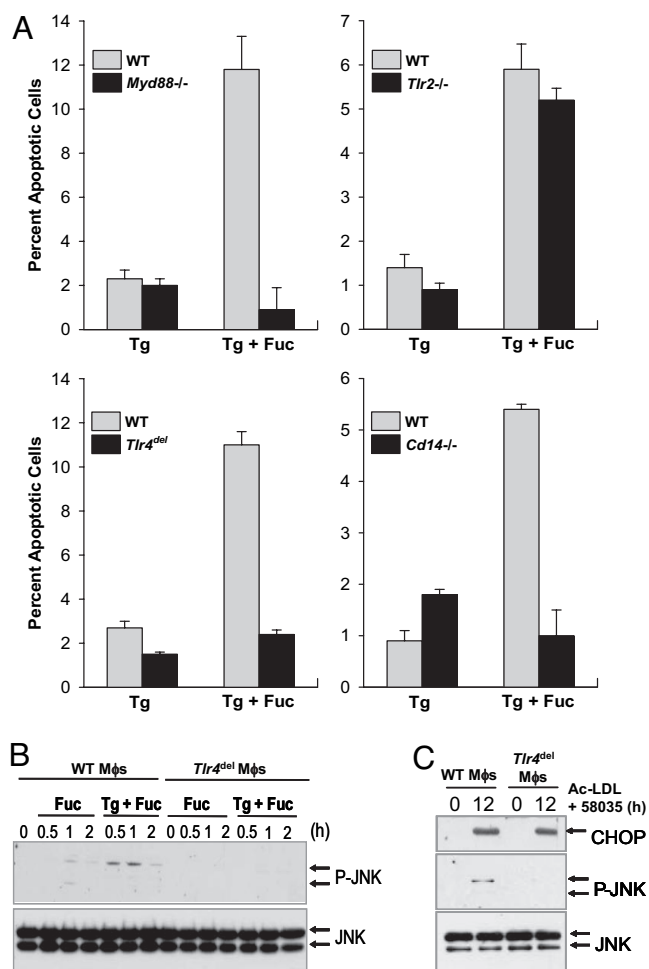 A
Percent Apoptotic Cells
14
12
10
8
6
4
2
0
WT
Myd88-/-
Tg
Tg + Fuc
7
6
5
4
3
2
1
0
WT
Tlr2-/-
Tg
Tg + Fuc
Percent Apoptotic Cells
14
12
10
8
6
4
2
0
WT
Tlr4del
Tg
Tg + Fuc
6
5
4
3
2
1
0
WT
Cd14-/-
Tg
Tg + Fuc
B
WT Mϕs Tlr4del Mϕs
Fuc Tg + Fuc Fuc Tg + Fuc
0 0.5 1 2 0.5 1 2 0 0.5 1 2 0.5 1 2 (h)
P-JNK
JNK
C
WT Mϕs Tlr4del Mϕs
Ac-LDL
+ 58035 (h)
0 12 0 12
CHOP
P-JNK
JNK